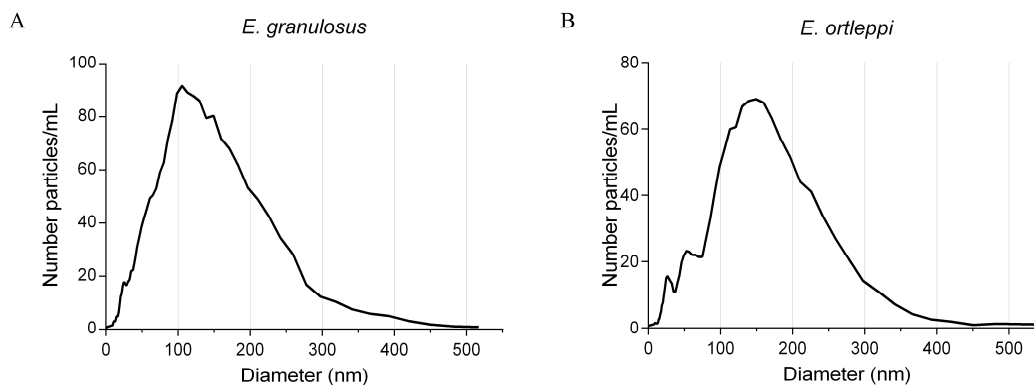 A
E. granulosus
100
80
60
40
20
0
Number particles/mL
0 100 200 300 400 500
Diameter (nm)
B
E. ortleppi
80
60
40
20
0
Number particles/mL
0 100 200 300 400 500
Diameter (nm)